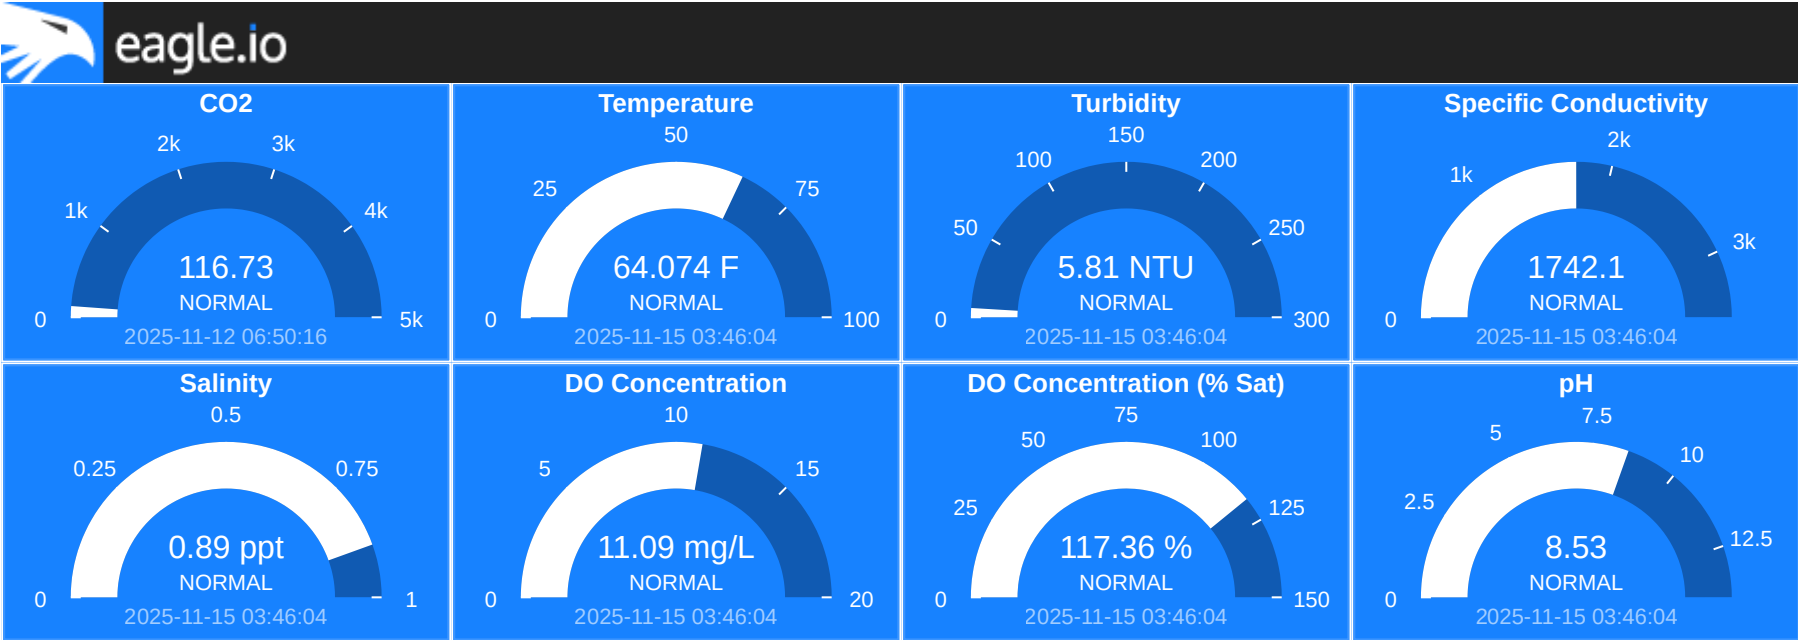 eagle.io
CO2
2k
3k
1k
4k
0
5k
116.73
NORMAL
2025-11-12 06:50:16
Temperature
50
25
75
0
100
64.074 F
NORMAL
2025-11-15 03:46:04
Turbidity
150
100
200
50
250
0
300
5.81 NTU
NORMAL
2025-11-15 03:46:04
Specific Conductivity
2k
1k
3k
0
1742.1
NORMAL
2025-11-15 03:46:04
Salinity
0.5
0.25
0.75
0
1
0.89 ppt
NORMAL
2025-11-15 03:46:04
DO Concentration
10
5
15
0
20
11.09 mg/L
NORMAL
2025-11-15 03:46:04
DO Concentration (% Sat)
75
50
100
25
125
0
150
117.36 %
NORMAL
2025-11-15 03:46:04
pH
7.5
5
10
2.5
12.5
0
8.53
NORMAL
2025-11-15 03:46:04